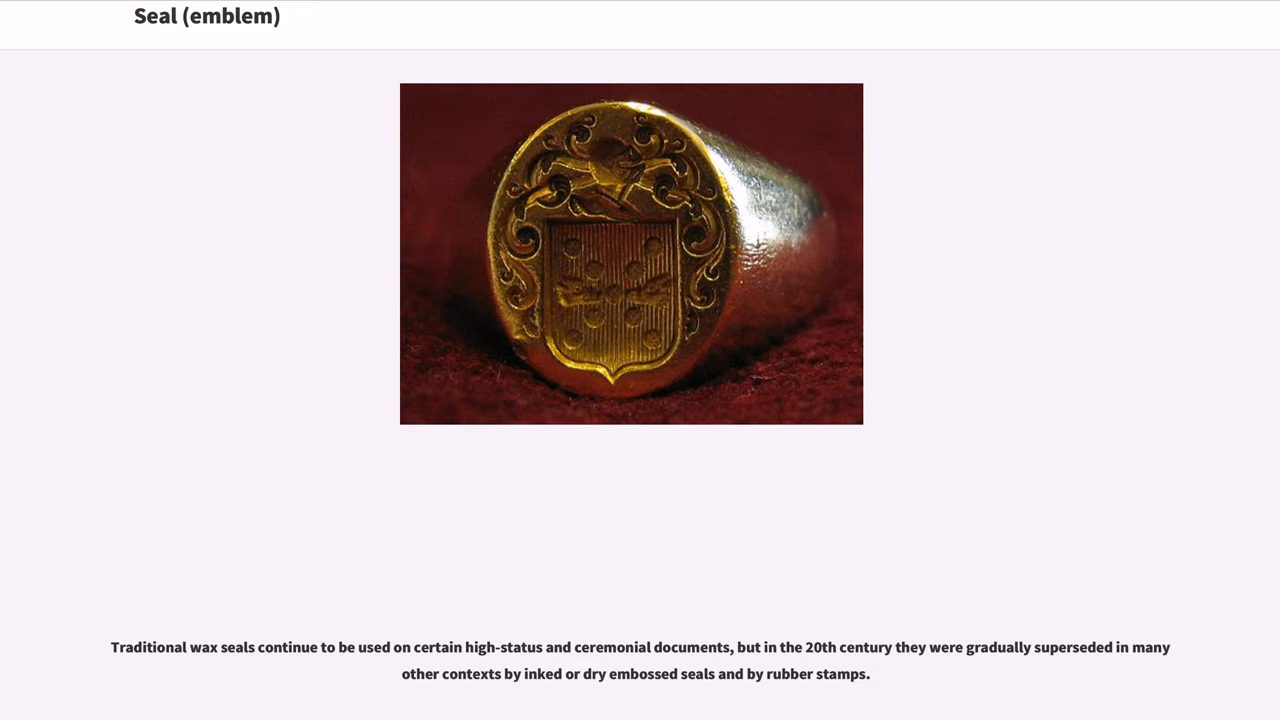 Seal (emblem)
Traditional wax seals continue to be used on certain high-status and ceremonial documents, but in the 20th century they were gradually superseded in many
other contexts by inked or dry embossed seals and by rubber stamps.